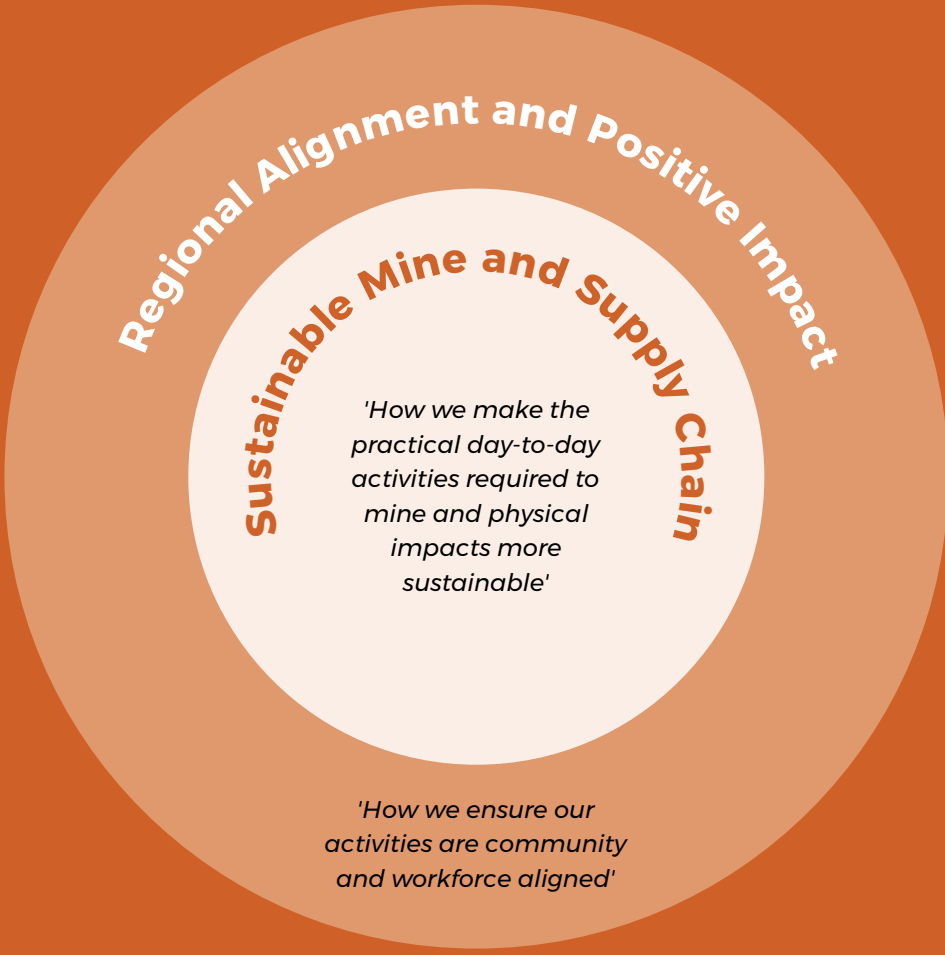 Regional Alignment and Positive Impact
Sustainable Mine and Supply Chain
'How we make the
practical day-to-day
activities required to
mine and physical
impacts more
sustainable'
'How we ensure our
activities are community
and workforce aligned'